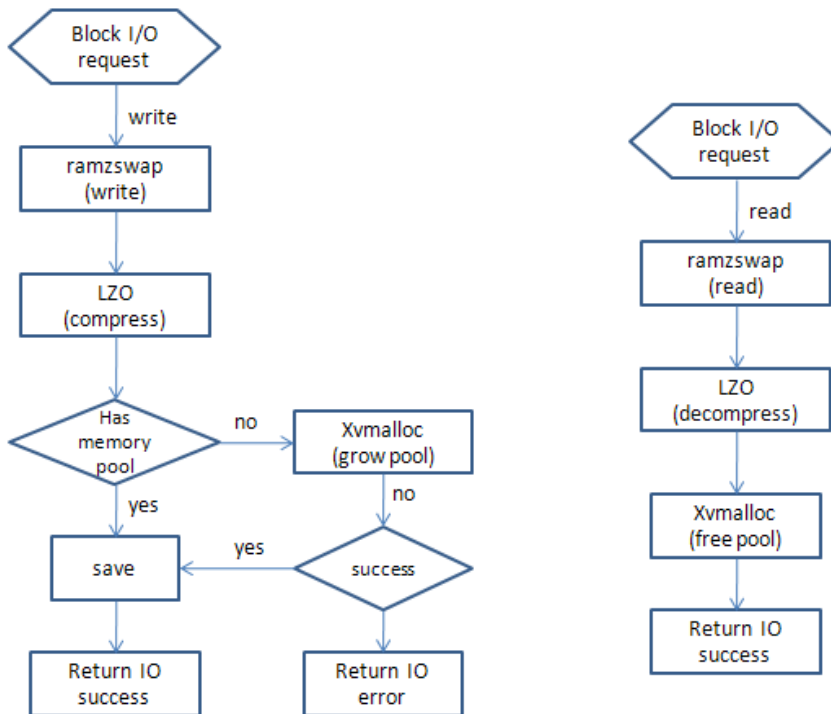 Block I/O
request
write
ramzswap
(write)
LZO
(compress)
Has
memory
pool
no
Xvmalloc
(grow pool)
yes
no
save
yes
success
Return IO
success
Return IO
error
Block I/O
request
read
ramzswap
(read)
LZO
(decompress)
Xvmalloc
(free pool)
Return IO
success